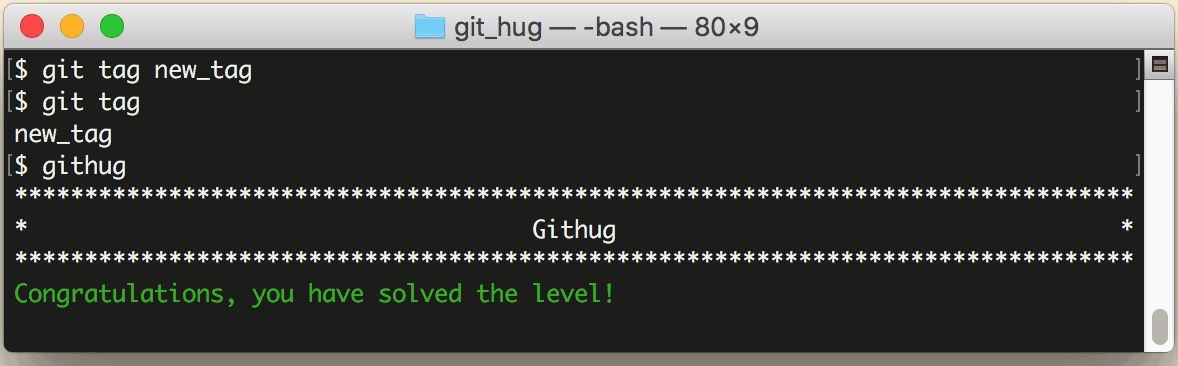 git_hug — -bash — 80×9
[$ git tag new_tag ]
[$ git tag ]
new_tag
[$ githug ]
********************************************************************************
* Githug *
********************************************************************************
Congratulations, you have solved the level!